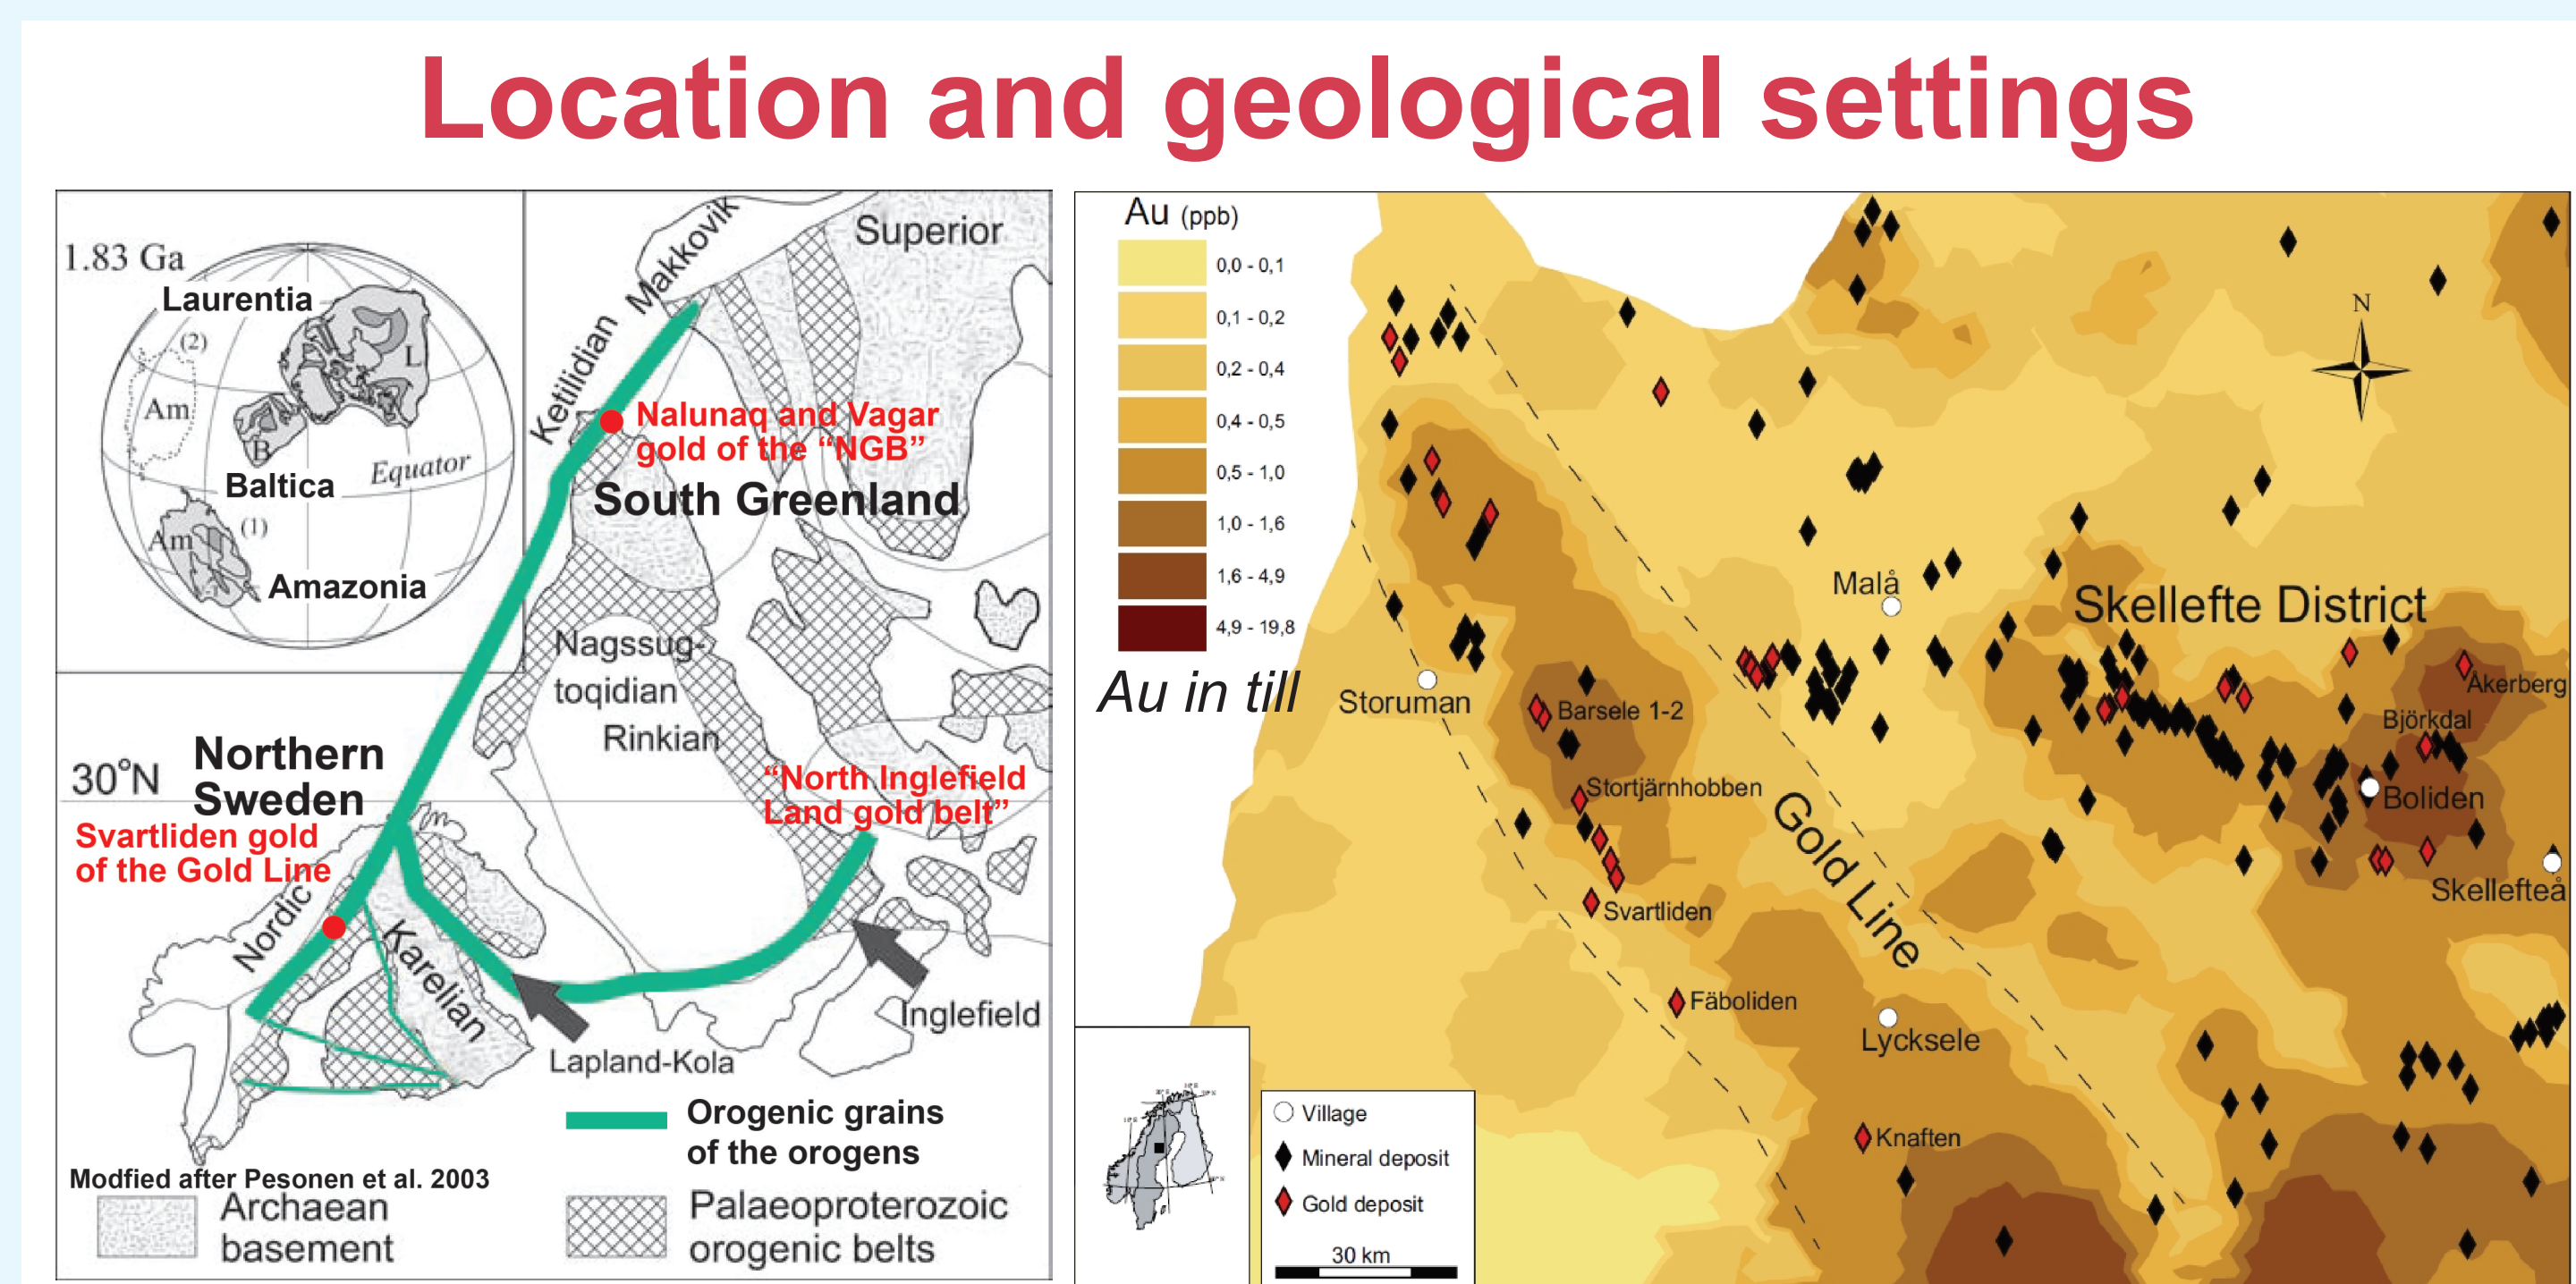 Location and geological settings
1.83 Ga
Laurentia
(2)
L
Am
B
Equator
Baltica
(1)
Am
Amazonia
Makkovik
Superior
Ketilidian
Nalunaq and Vagar
gold of the “NGB”
South Greenland
Nagssug-
toqidian
Rinkian
Northern
Sweden
30°N
Svartliden gold
of the Gold Line
“North Inglefield
Land gold belt”
Nordic
Karelian
Inglefield
Lapland-Kola
Orogenic grains
of the orogens
Modfied after Pesonen et al. 2003
Archaean
basement
Palaeoproterozoic
orogenic belts
Au (ppb)
0,0 - 0,1
0,1 - 0,2
0,2 - 0,4
0,4 - 0,5
0,5 - 1,0
1,0 - 1,6
1,6 - 4,9
4,9 - 19,8
Au in till
N
Malå
Skellefte District
Storuman
Barsele 1-2
Åkerberg
Björkdal
Stortjärnhobben
Boliden
Gold Line
Skellefteå
Svartliden
Fäboliden
Lycksele
Knaften
Village
Mineral deposit
Gold deposit
30 km